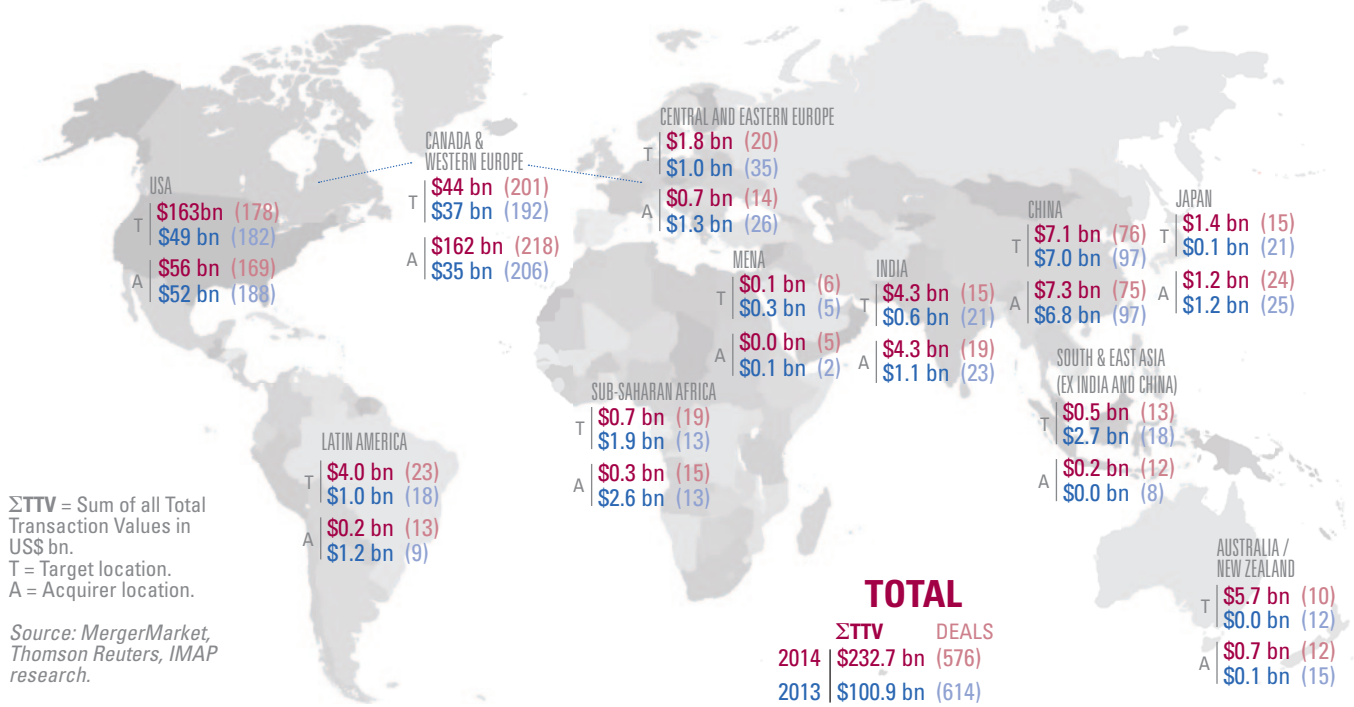 CENTRAL AND EASTERN EUROPE
T
$1.8 bn (20)
$1.0 bn (35)
A
$0.7 bn (14)
$1.3 bn (26)
CANADA &
WESTERN EUROPE
T
$44 bn (201)
$37 bn (192)
A
$162 bn (218)
$35 bn (206)
USA
T
$163bn (178)
$49 bn (182)
A
$56 bn (169)
$52 bn (188)
JAPAN
T
$1.4 bn (15)
$0.1 bn (21)
A
$1.2 bn (24)
$1.2 bn (25)
CHINA
T
$7.1 bn (76)
$7.0 bn (97)
A
$7.3 bn (75)
$6.8 bn (97)
MENA
T
$0.1 bn (6)
$0.3 bn (5)
A
$0.0 bn (5)
$0.1 bn (2)
INDIA
T
$4.3 bn (15)
$0.6 bn (21)
A
$4.3 bn (19)
$1.1 bn (23)
SOUTH & EAST ASIA
(EX INDIA AND CHINA)
T
$0.5 bn (13)
$2.7 bn (18)
A
$0.2 bn (12)
$0.0 bn (8)
SUB-SAHARAN AFRICA
T
$0.7 bn (19)
$1.9 bn (13)
A
$0.3 bn (15)
$2.6 bn (13)
LATIN AMERICA
T
$4.0 bn (23)
$1.0 bn (18)
A
$0.2 bn (13)
$1.2 bn (9)
ΣTTV = Sum of all Total
Transaction Values in
US$ bn.
T = Target location.
A = Acquirer location.
Source: MergerMarket,
Thomson Reuters, IMAP
research.
AUSTRALIA /
NEW ZEALAND
T
$5.7 bn (10)
$0.0 bn (12)
A
$0.7 bn (12)
$0.1 bn (15)
TOTAL
ΣTTV DEALS
2014 $232.7 bn (576)
2013 $100.9 bn (614)